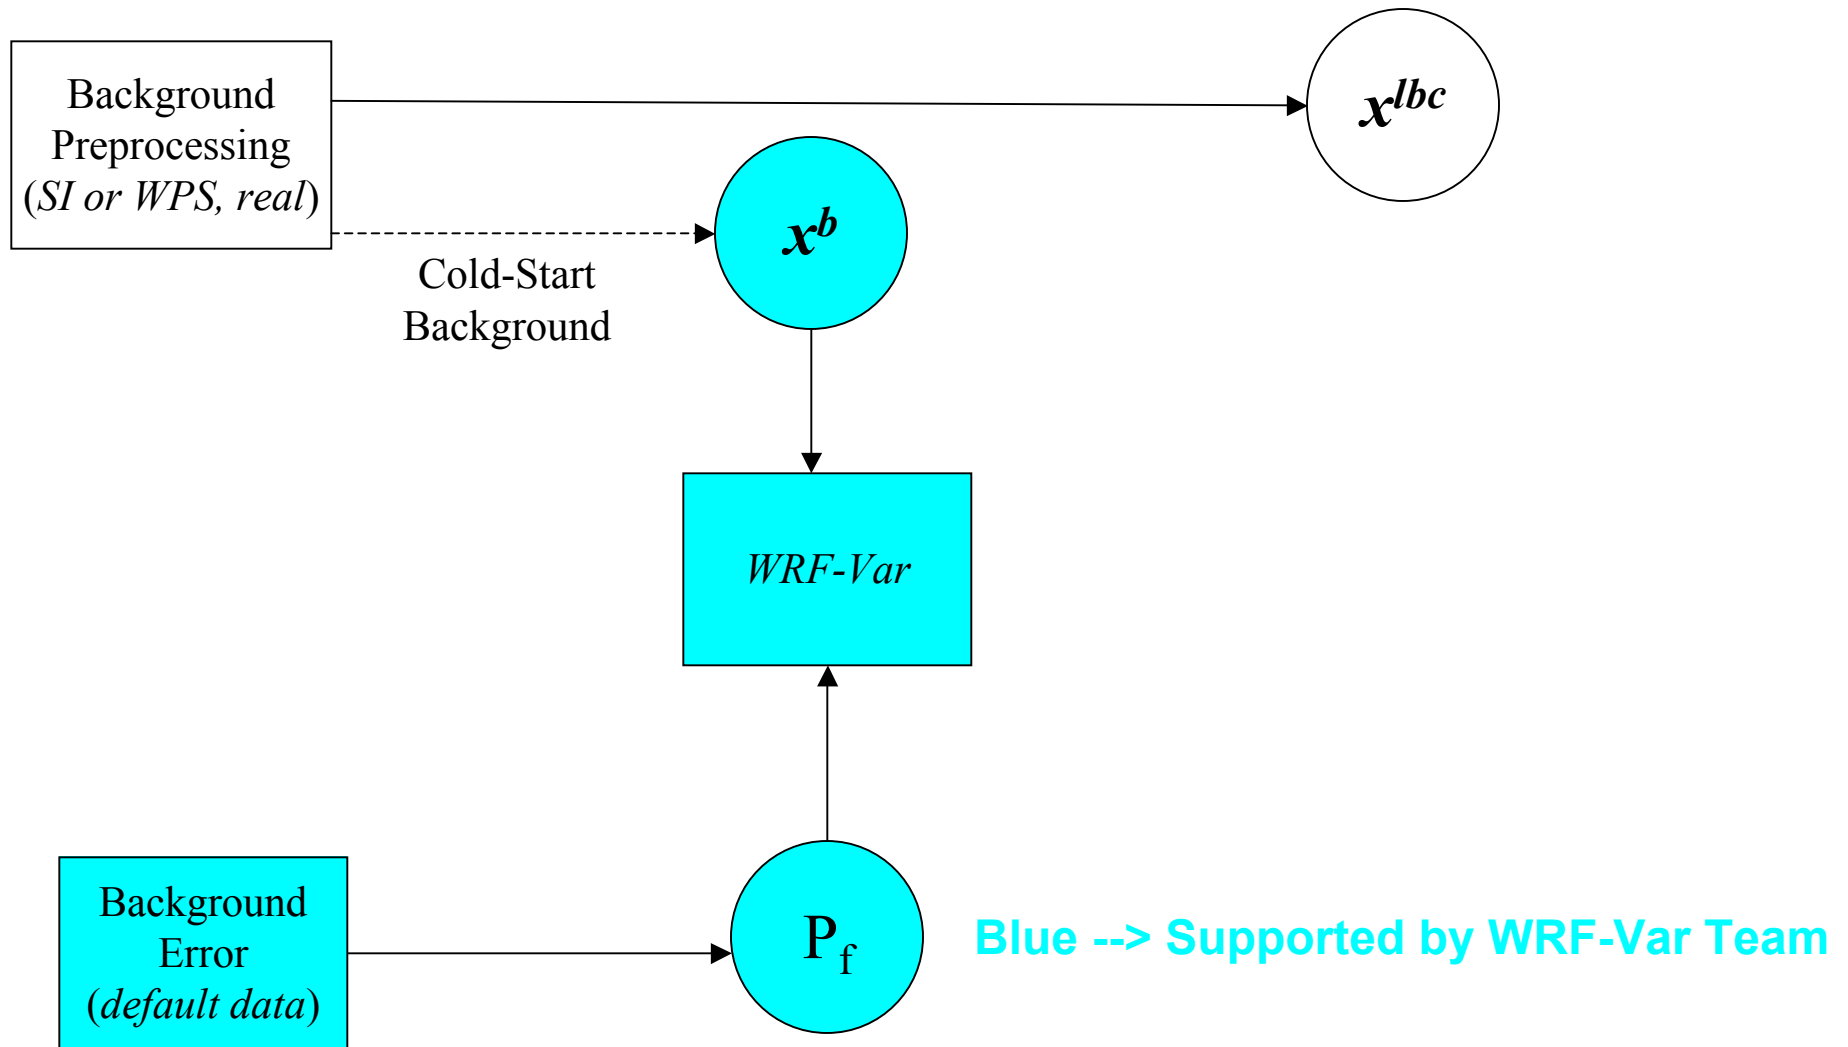 Background
Preprocessing
(SI or WPS, real)
x^lbc
x^b
Cold-Start
Background
WRF-Var
Background
Error
(default data)
P_f
Blue --> Supported by WRF-Var Team